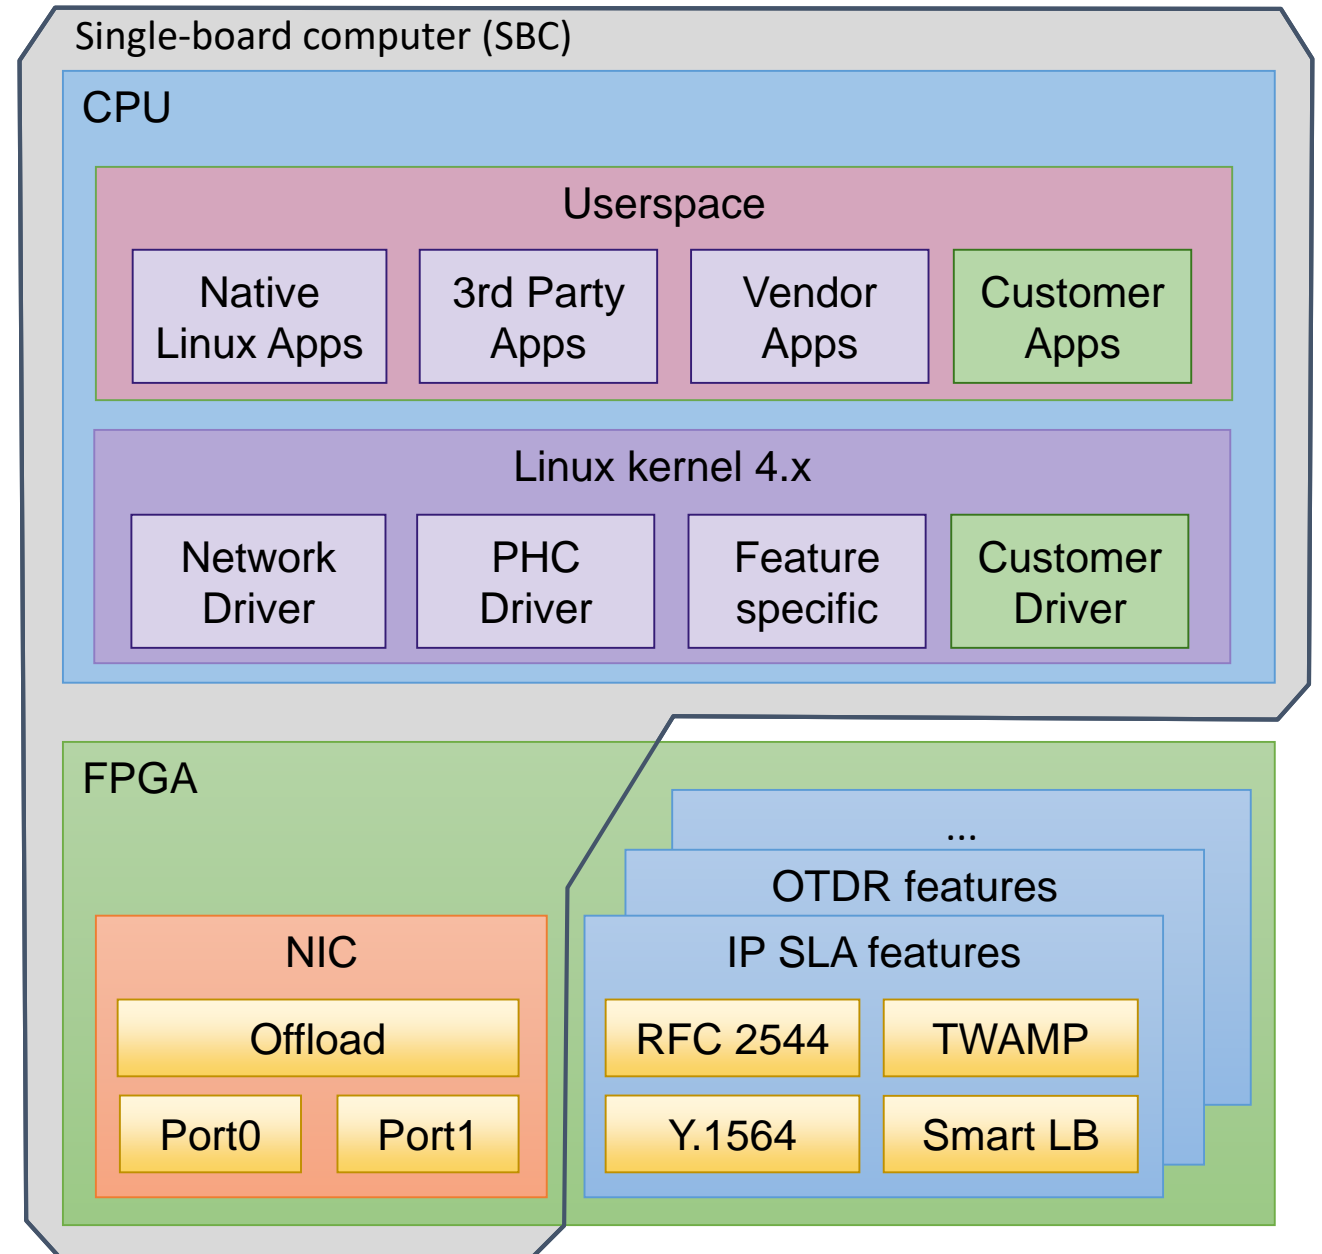 Single-board computer (SBC)
CPU
Userspace
Native
Linux Apps
3rd Party
Apps
Vendor
Apps
Customer
Apps
Linux kernel 4.x
Network
Driver
PHC
Driver
Feature
specific
Customer
Driver
FPGA
...
OTDR features
IP SLA features
NIC
Offload
Port0
Port1
RFC 2544
TWAMP
Y.1564
Smart LB